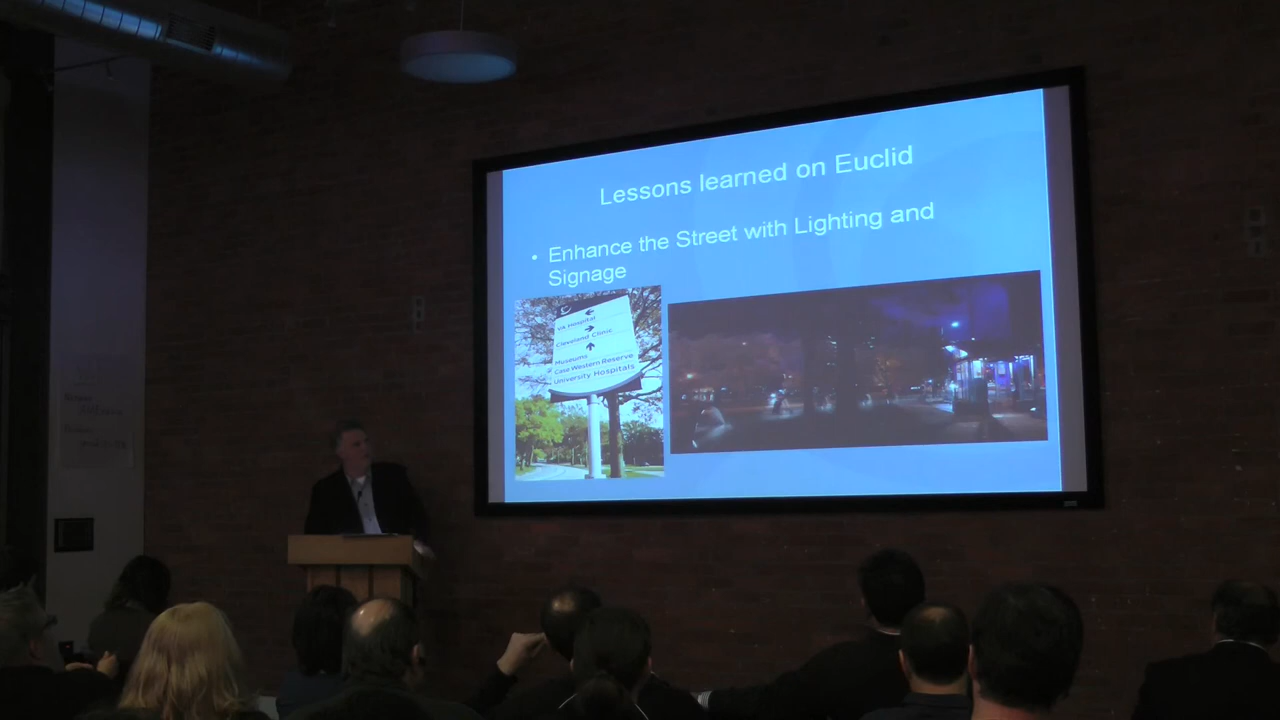 Lessons learned on Euclid
• Enhance the Street with Lighting and
Signage
VA Hospital
Cleveland Clinic
Museums
Case Western Reserve
University Hospitals